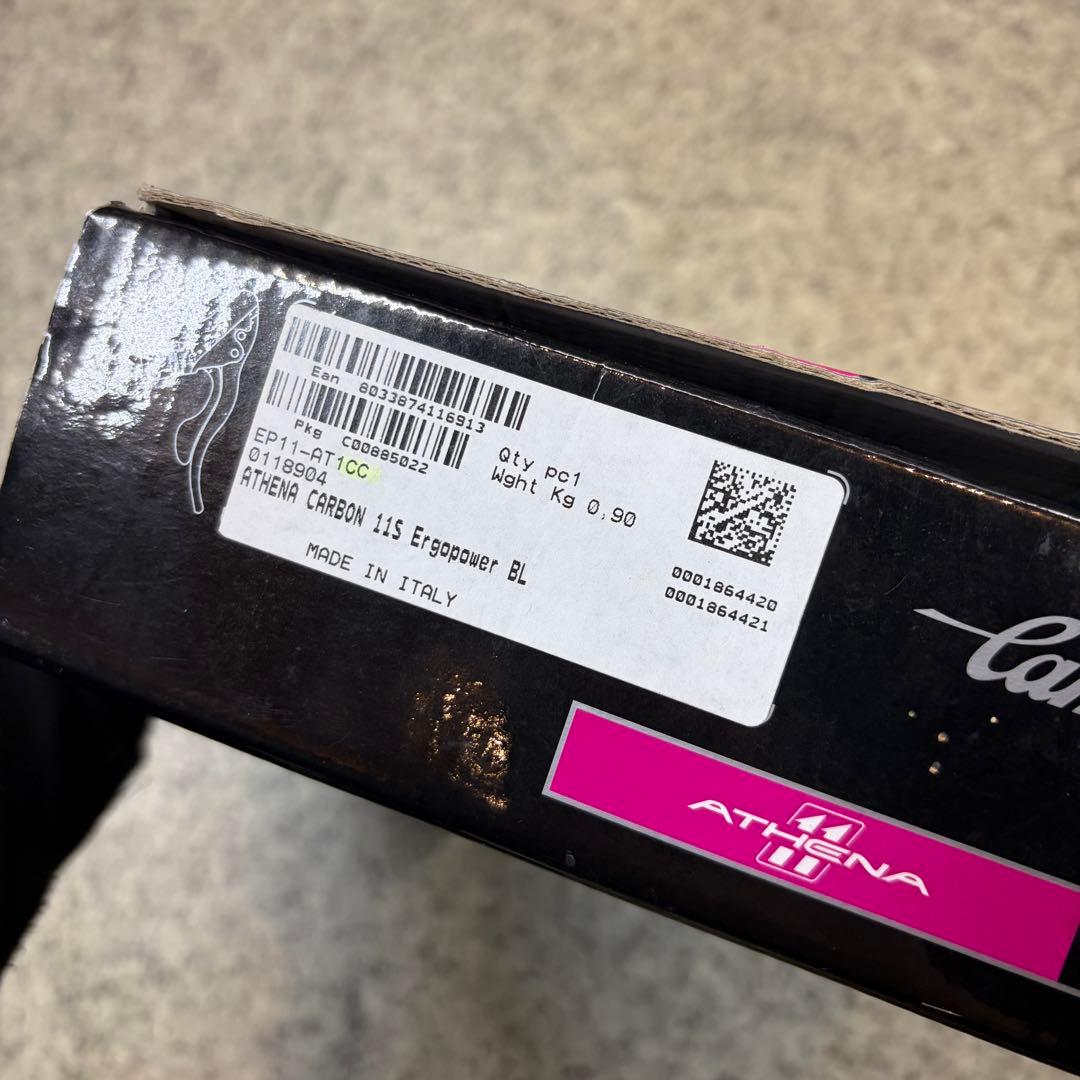 Ean 8033874116913
Pkg C00885022
EP11-AT1CC
0118904
ATHENA CARBON 11S Ergopower BL
MADE IN ITALY
Qty pc1
Wght Kg 0,90
0001864420
0001864421
ATHENA
11